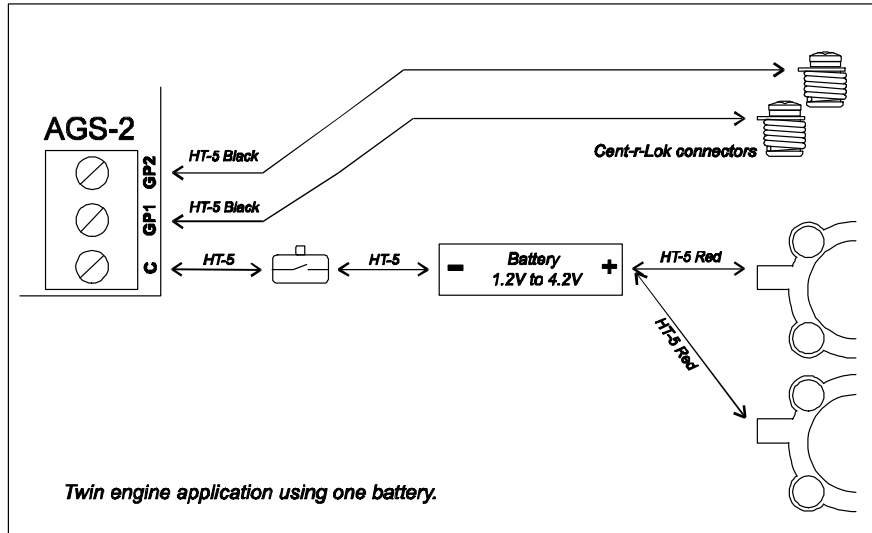 AGS-2
GP2
GP1
C
HT-5 Black
HT-5 Black
Cent-r-Lok connectors
HT-5
HT-5
- Battery +
1.2V to 4.2V
HT-5 Red
HT-5 Red
Twin engine application using one battery.